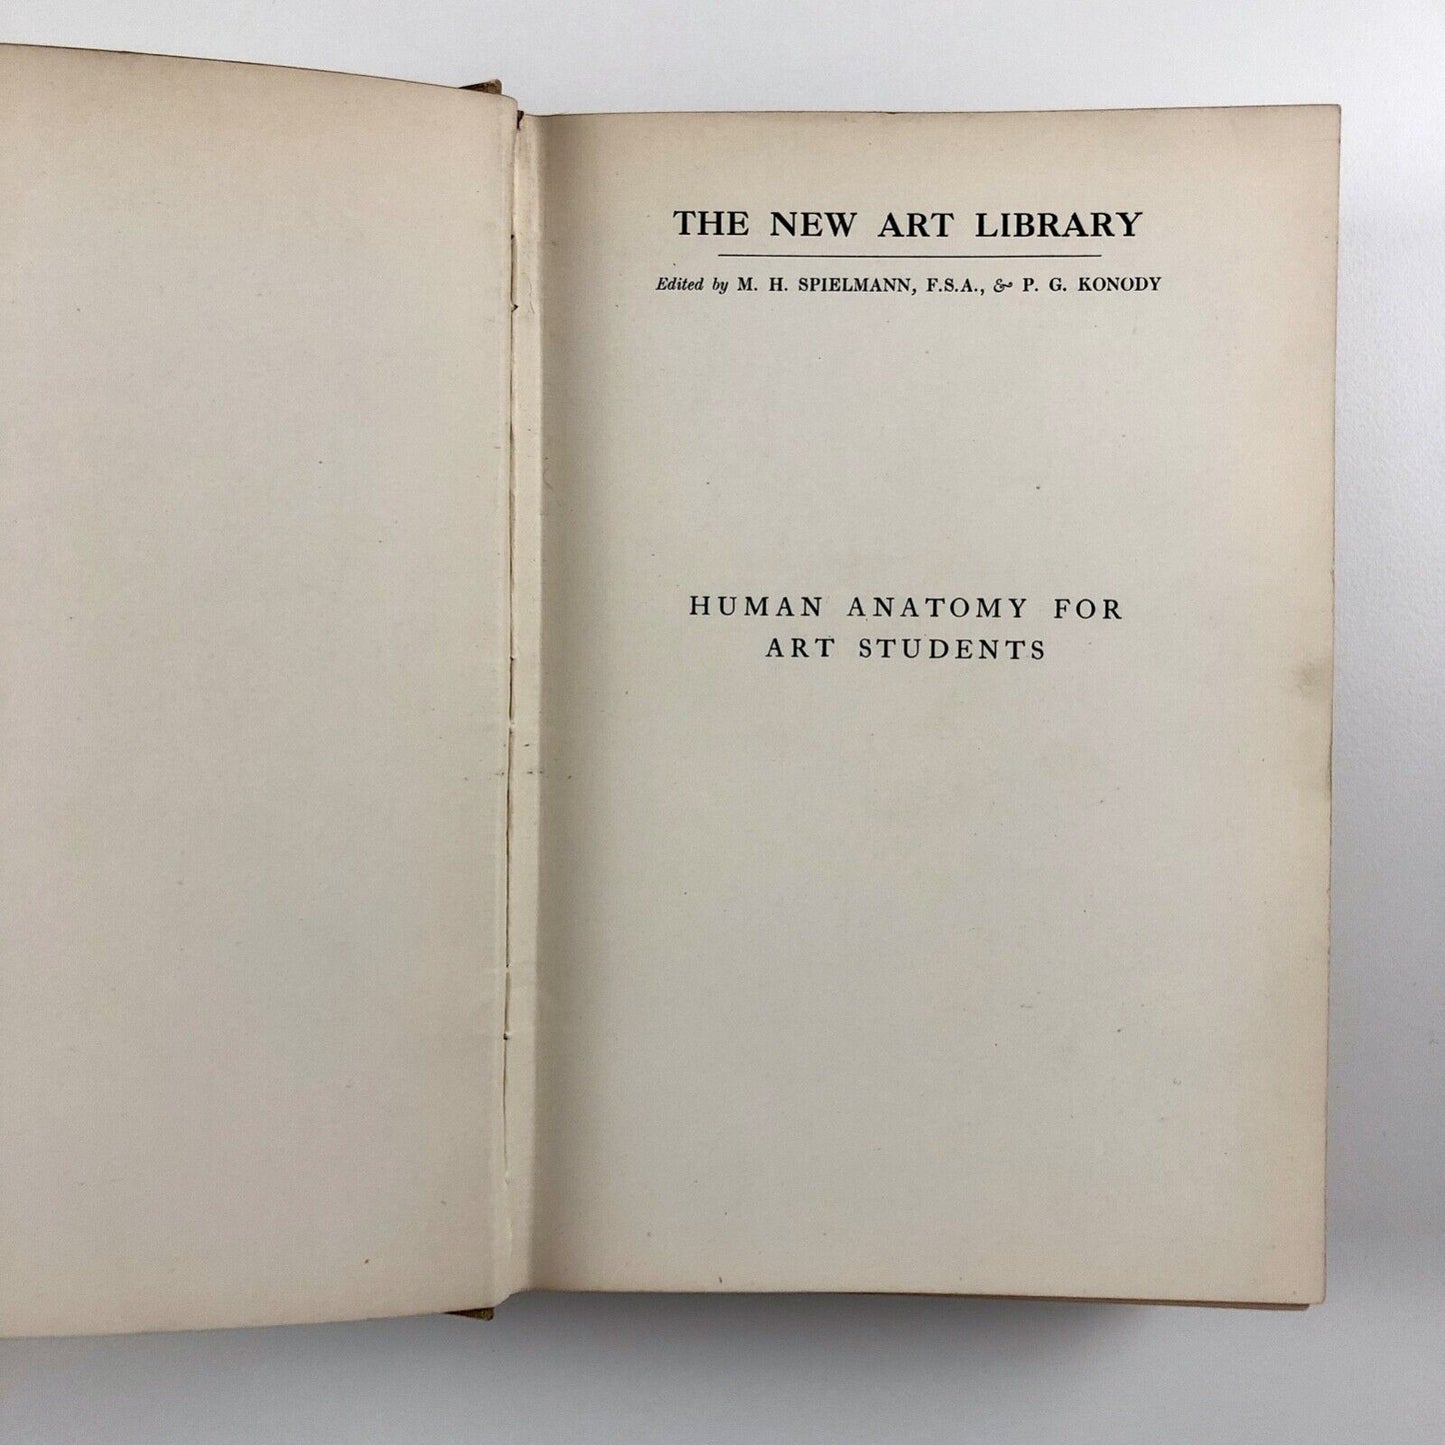 THE NEW ART LIBRARY
Edited by M. H. SPIELMANN, F.S.A., & P. G. KONODY
HUMAN ANATOMY FOR
ART STUDENTS